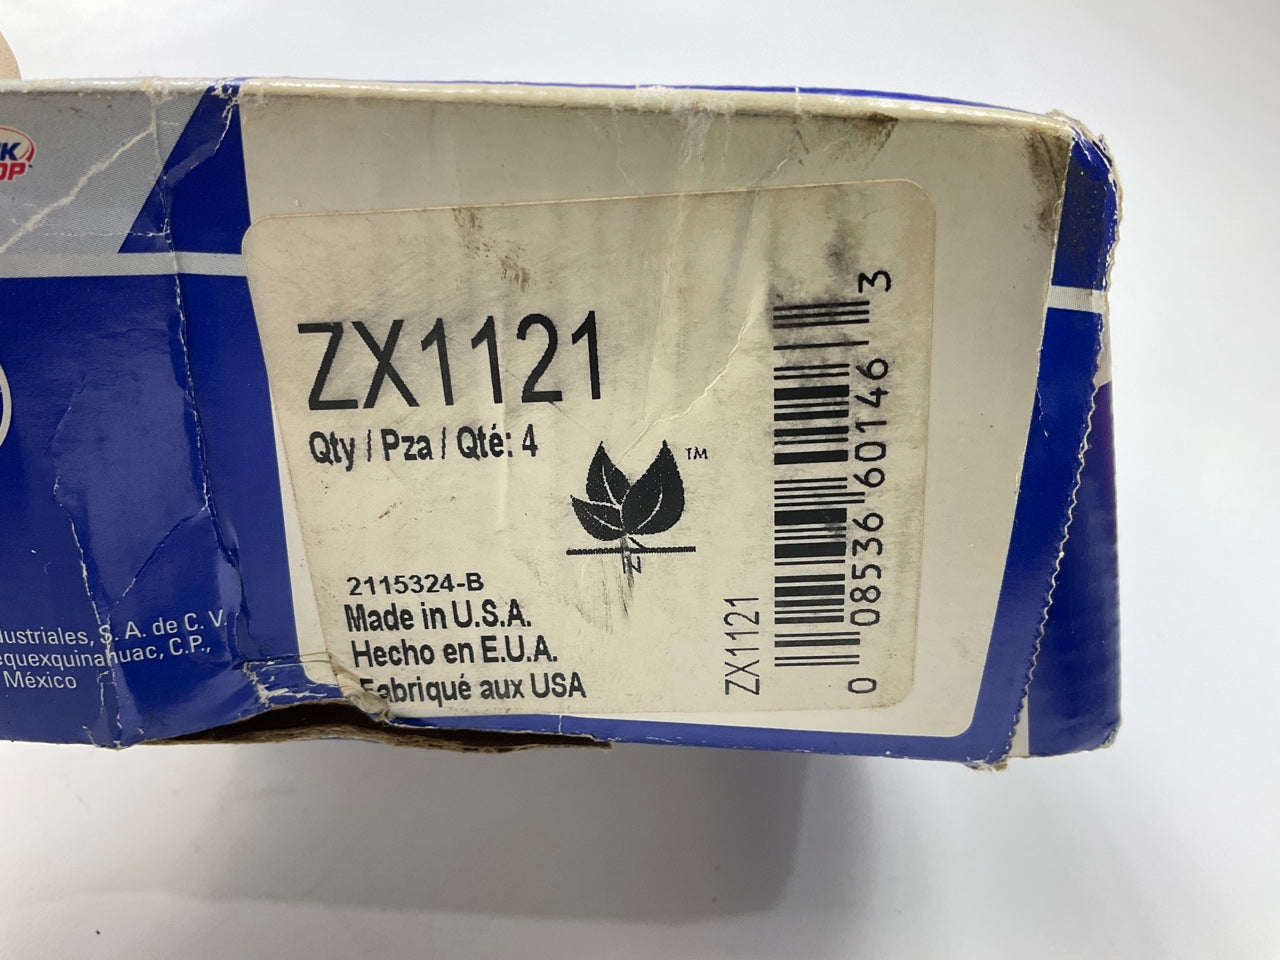 ZX1121
Qty / Pza / Qté: 4
TM
N
2115324-B
Made in U.S.A.
Hecho en E.U.A.
Fabriqué aux USA
ZX1121
0 08536 60146 3
S. A. de C. V.
C.P.,
México